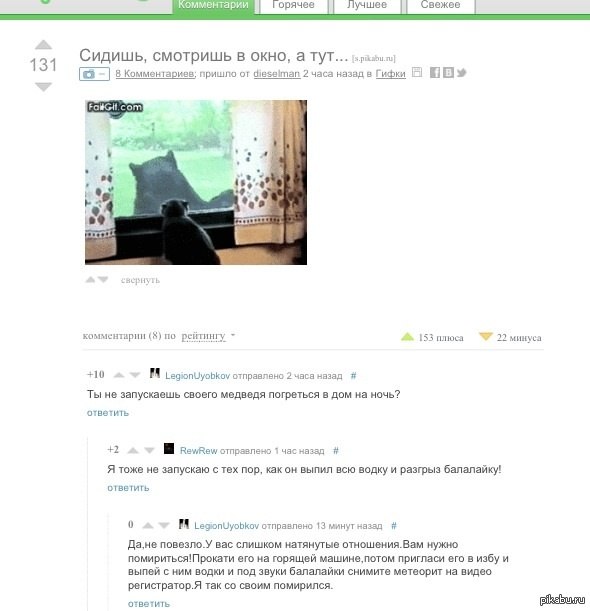 Комментарии Горячее Лучшее Свежее
131
Сидишь, смотришь в окно, а тут... [s.pikabu.ru]
8 Комментариев; пришло от dieselman 2 часа назад в Гифки
FailGif.com
свернуть
комментарии (8) по рейтингу
153 плюса 22 минуса
+10 LegionUyobkov отправлено 2 часа назад #
Ты не запускаешь своего медведя погреться в дом на ночь?
ответить
+2 RewRew отправлено 1 час назад #
Я тоже не запускаю с тех пор, как он выпил всю водку и разгрыз балалайку!
ответить
0 LegionUyobkov отправлено 13 минут назад #
Да,не повезло.У вас слишком натянутые отношения.Вам нужно
помириться!Прокати его на горящей машине,потом пригласи его в избу и
выпей с ним водки и под звуки балалайки снимите метеорит на видео
регистратор.Я так со своим помирился.
ответить
pikabu.ru